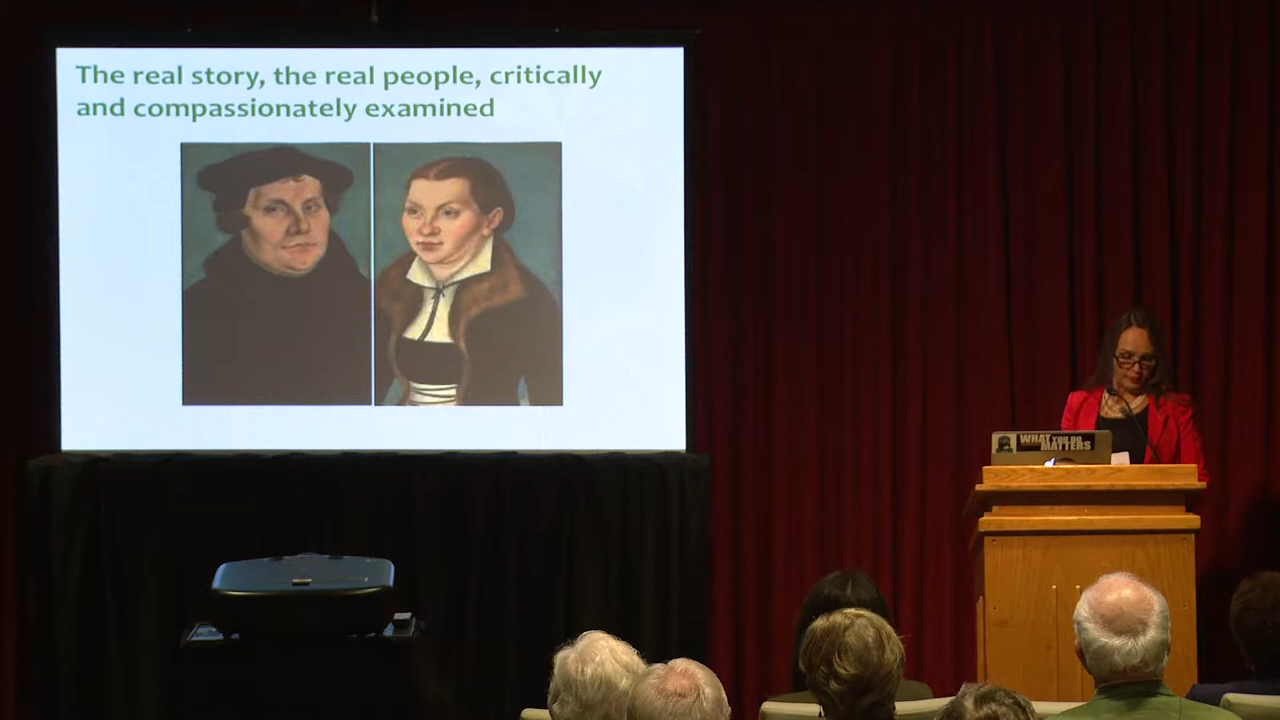 The real story, the real people, critically
and compassionately examined
WHAT YOU DO
MATTERS